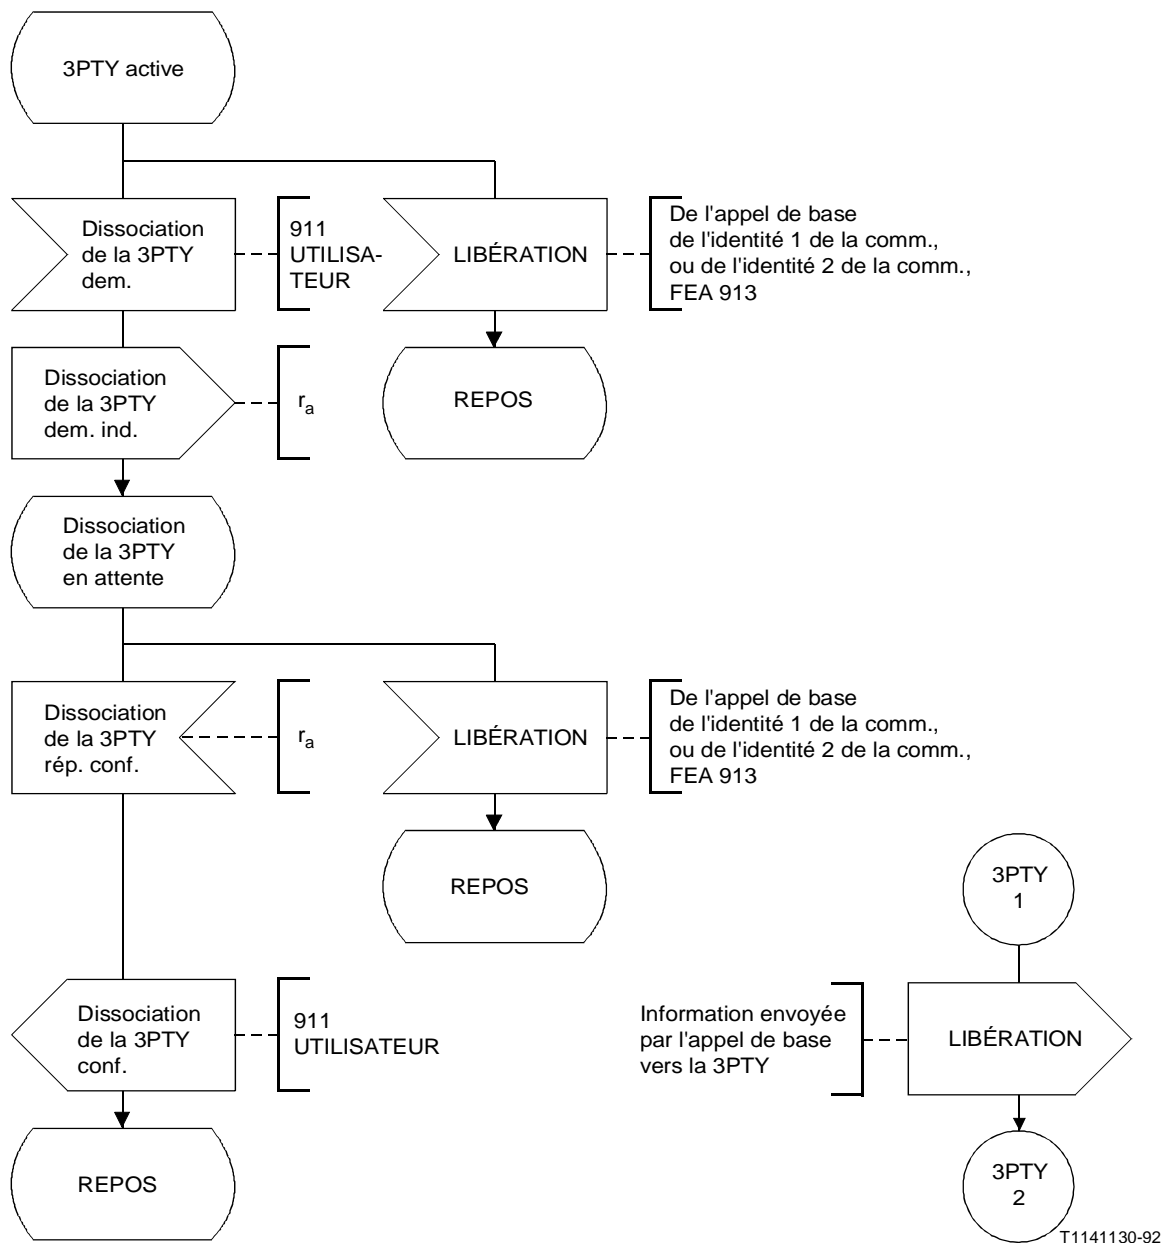 3PTY active
Dissociation
de la 3PTY
dem.
911
UTILISA-
TEUR
LIBÉRATION
De l'appel de base
de l'identité 1 de la comm.,
ou de l'identité 2 de la comm.,
FEA 913
Dissociation
de la 3PTY
dem. ind.
ra
REPOS
Dissociation
de la 3PTY
en attente
Dissociation
de la 3PTY
rép. conf.
ra
LIBÉRATION
De l'appel de base
de l'identité 1 de la comm.,
ou de l'identité 2 de la comm.,
FEA 913
REPOS
3PTY
1
Dissociation
de la 3PTY
conf.
911
UTILISATEUR
Information envoyée
par l'appel de base
vers la 3PTY
LIBÉRATION
REPOS
3PTY
2
T1141130-92